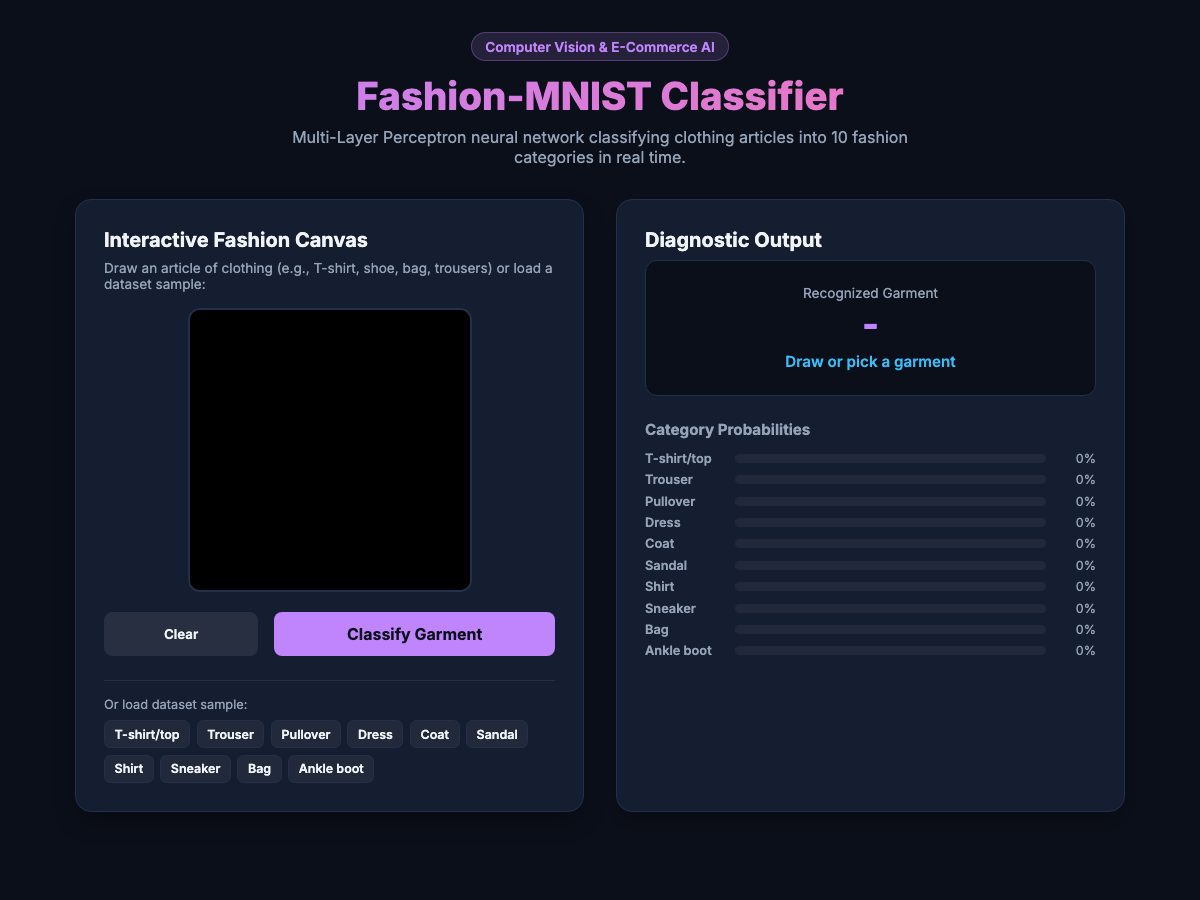 Computer Vision & E-Commerce AI
Fashion-MNIST Classifier
Multi-Layer Perceptron neural network classifying clothing articles into 10 fashion
categories in real time.
Interactive Fashion Canvas
Draw an article of clothing (e.g., T-shirt, shoe, bag, trousers) or load a
dataset sample:
Clear
Classify Garment
Or load dataset sample:
T-shirt/top Trouser Pullover Dress Coat Sandal
Shirt Sneaker Bag Ankle boot
Diagnostic Output
Recognized Garment
-
Draw or pick a garment
Category Probabilities
T-shirt/top 0%
Trouser 0%
Pullover 0%
Dress 0%
Coat 0%
Sandal 0%
Shirt 0%
Sneaker 0%
Bag 0%
Ankle boot 0%